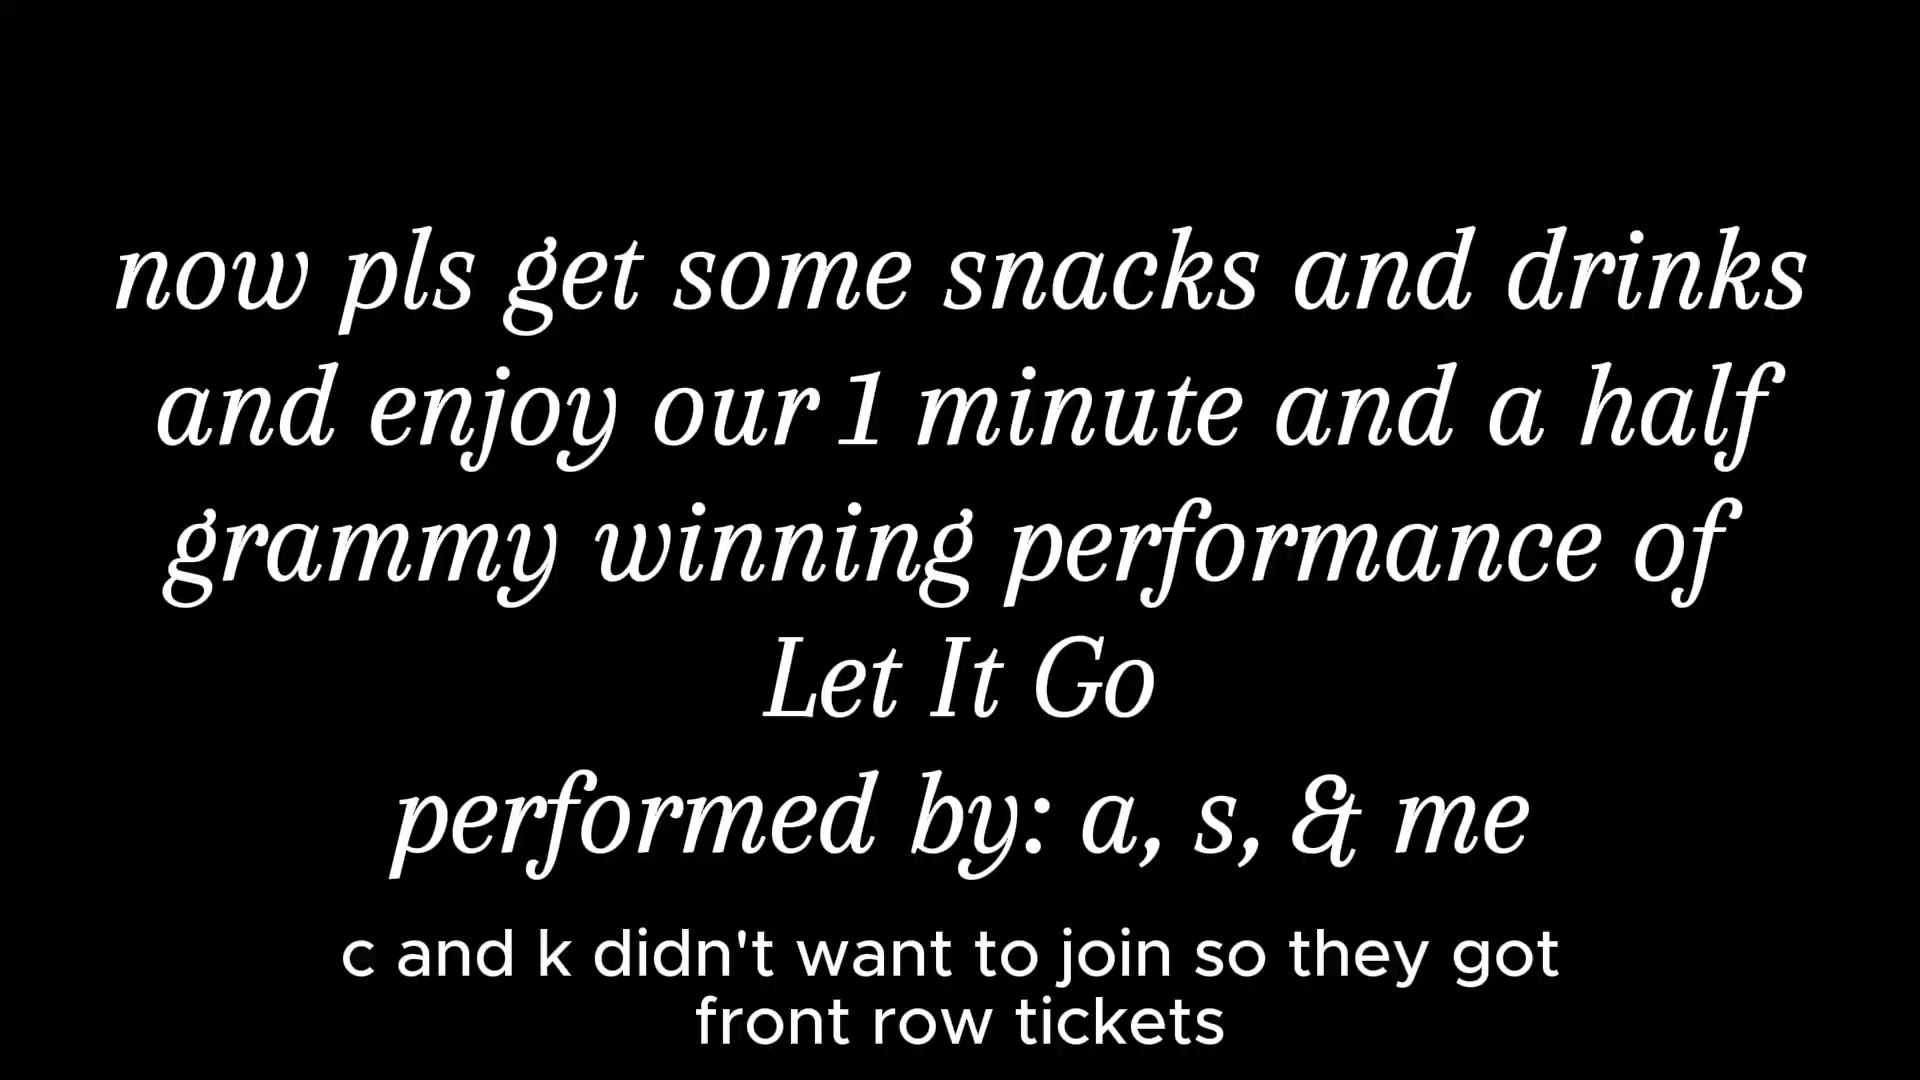 now pls get some snacks and drinks
and enjoy our 1 minute and a half
grammy winning performance of
Let It Go
performed by: a, s, & me
c and k didn't want to join so they got
front row tickets